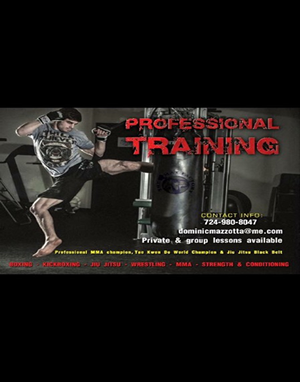 PROFESSIONAL
TRAINING
CONTACT INFO:
724-980-8047
dominicmazzotta@me.com
Private & group lessons available
Professional MMA champion, Tae Kwon Do World Champion & Jiu Jitsu Black Belt
BOXING - KICKBOXING - JIU JITSU - WRESTLING - MMA - STRENGTH & CONDITIONING